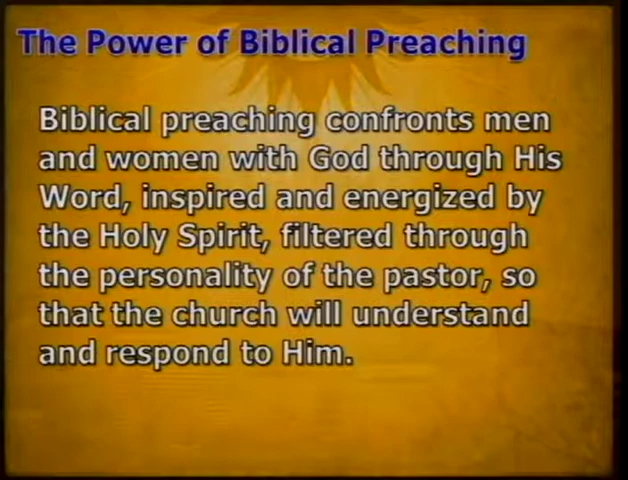 The Power of Biblical Preaching
Biblical preaching confronts men
and women with God through His
Word, inspired and energized by
the Holy Spirit, filtered through
the personality of the pastor, so
that the church will understand
and respond to Him.